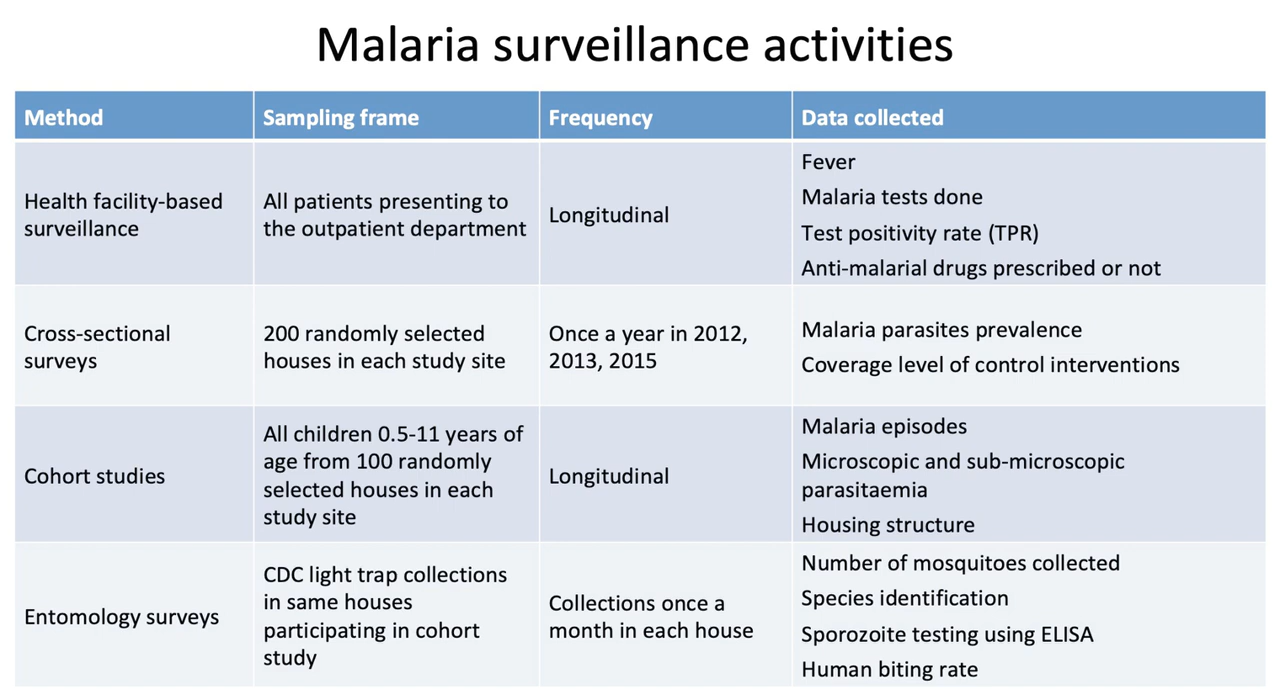 Malaria surveillance activities
Method
Sampling frame
Frequency
Data collected
Health facility-based
surveillance
All patients presenting to
the outpatient department
Longitudinal
Fever
Malaria tests done
Test positivity rate (TPR)
Anti-malarial drugs prescribed or not
Cross-sectional
surveys
200 randomly selected
houses in each study site
Once a year in 2012,
2013, 2015
Malaria parasites prevalence
Coverage level of control interventions
Cohort studies
All children 0.5-11 years of
age from 100 randomly
selected houses in each
study site
Longitudinal
Malaria episodes
Microscopic and sub-microscopic
parasitaemia
Housing structure
Entomology surveys
CDC light trap collections
in same houses
participating in cohort
study
Collections once a
month in each house
Number of mosquitoes collected
Species identification
Sporozoite testing using ELISA
Human biting rate